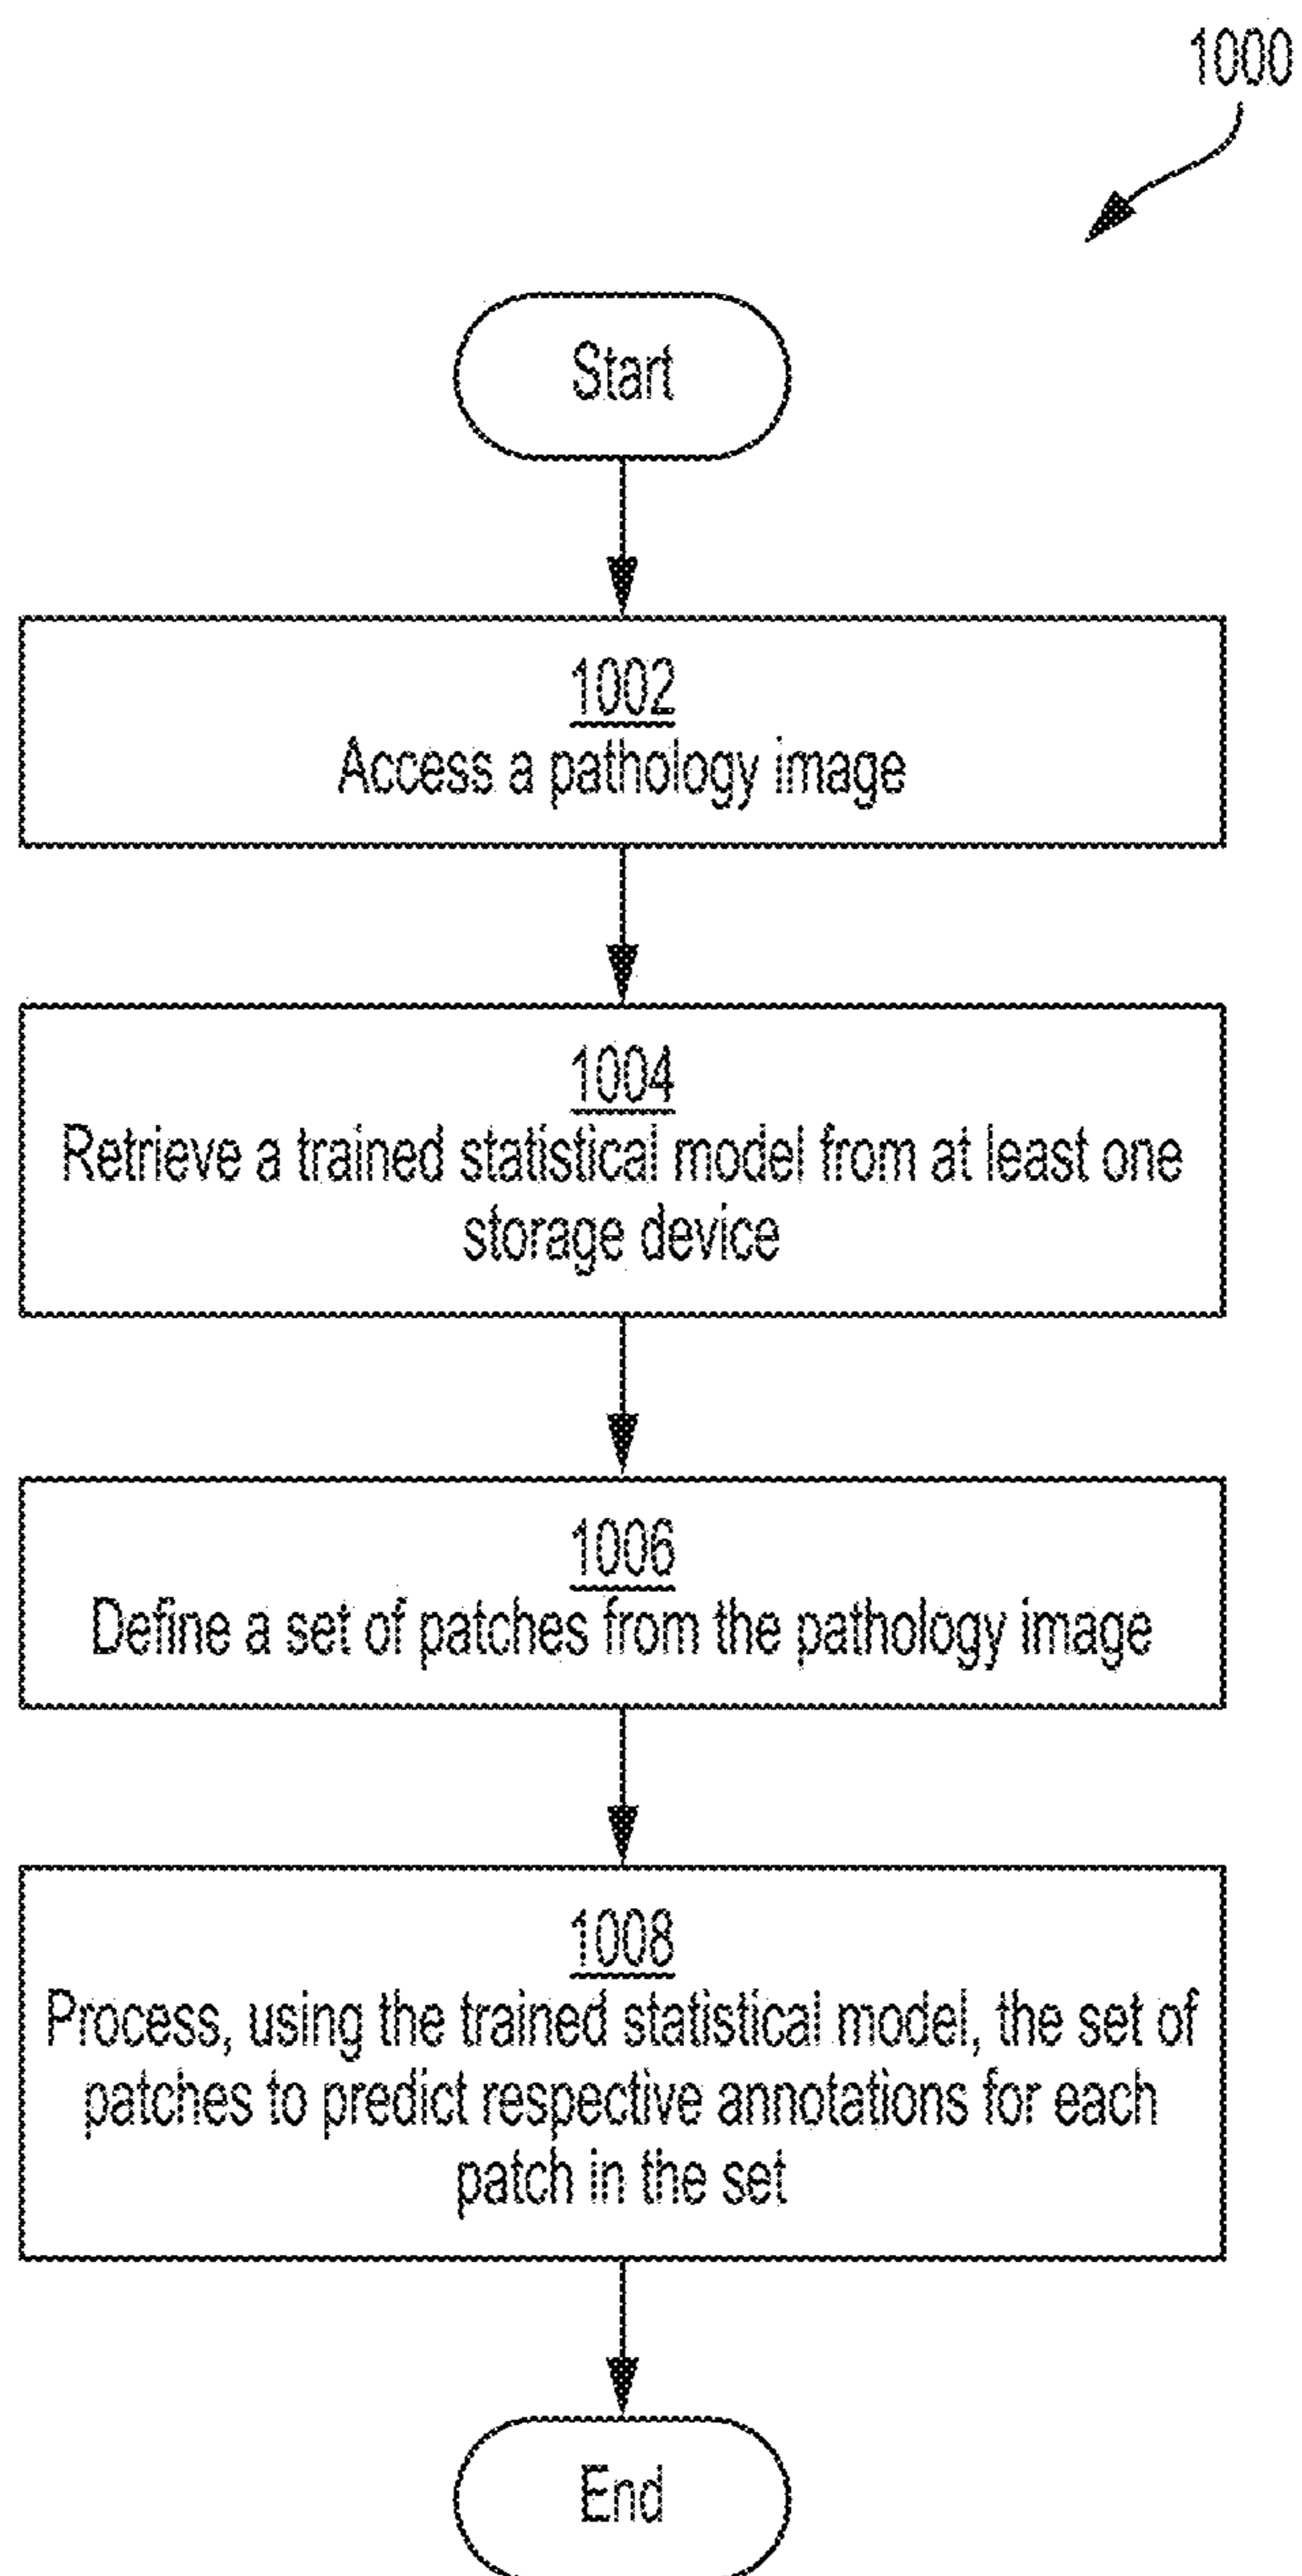 1000
Start
1002
Access a pathology image
1004
Retrieve a trained statistical model from at least one
storage device
1006
Define a set of patches from the pathology image
1008
Process, using the trained statistical model, the set of
patches to predict respective annotations for each
patch in the set
End